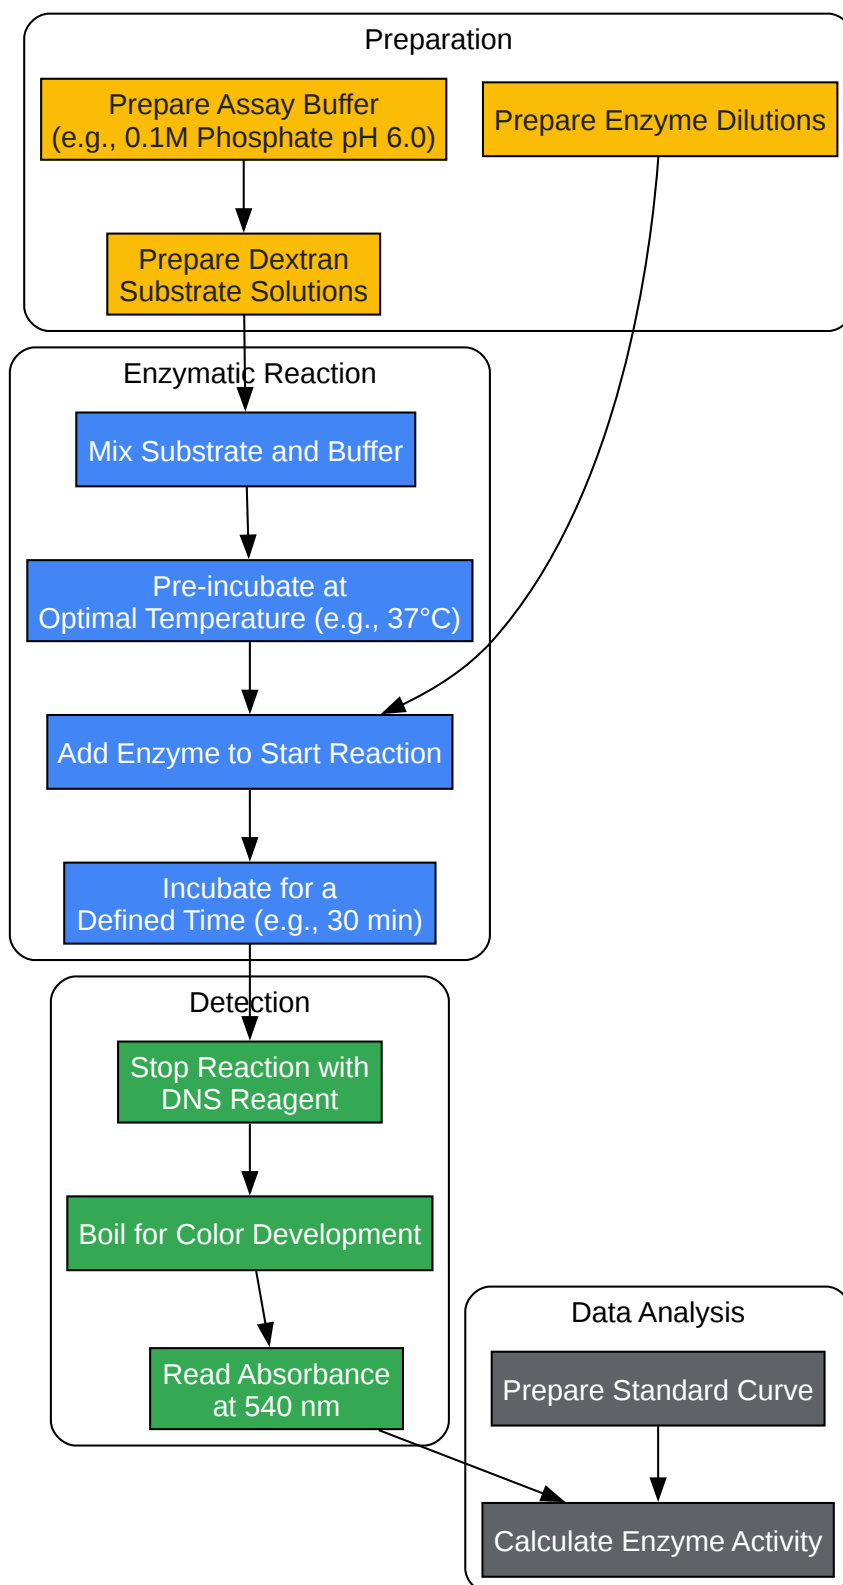 Preparation
Prepare Assay Buffer
(e.g., 0.1M Phosphate pH 6.0)
Prepare Enzyme Dilutions
Prepare Dextran
Substrate Solutions
Enzymatic Reaction
Mix Substrate and Buffer
Pre-incubate at
Optimal Temperature (e.g., 37°C)
Add Enzyme to Start Reaction
Incubate for a
Defined Time (e.g., 30 min)
Detection
Stop Reaction with
DNS Reagent
Boil for Color Development
Read Absorbance
at 540 nm
Data Analysis
Prepare Standard Curve
Calculate Enzyme Activity